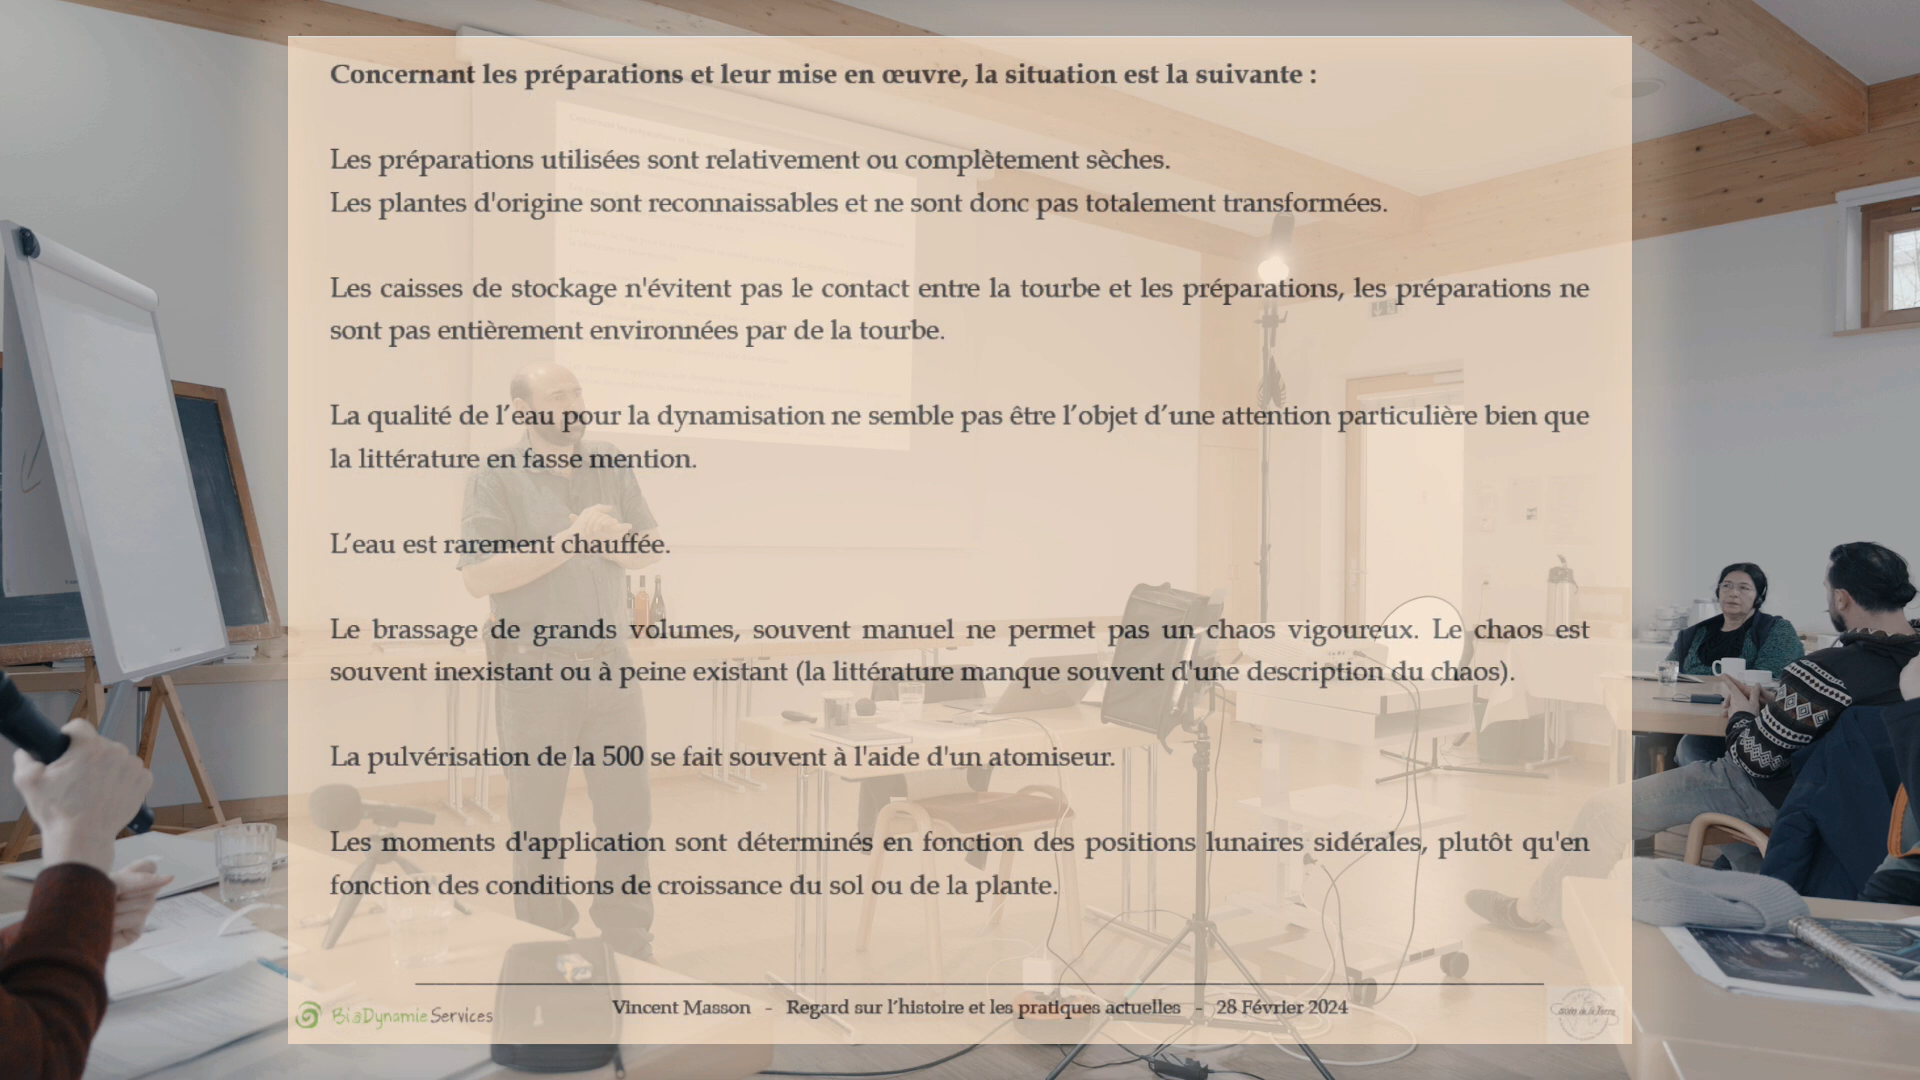 Concernant les préparations et leur mise en œuvre, la situation est la suivante :
Les préparations utilisées sont relativement ou complètement sèches.
Les plantes d'origine sont reconnaissables et ne sont donc pas totalement transformées.
Les caisses de stockage n'évitent pas le contact entre la tourbe et les préparations, les préparations ne
sont pas entièrement environnées par de la tourbe.
La qualité de l’eau pour la dynamisation ne semble pas être l’objet d’une attention particulière bien que
la littérature en fasse mention.
L’eau est rarement chauffée.
Le brassage de grands volumes, souvent manuel ne permet pas un chaos vigoureux. Le chaos est
souvent inexistant ou à peine existant (la littérature manque souvent d'une description du chaos).
La pulvérisation de la 500 se fait souvent à l'aide d'un atomiseur.
Les moments d'application sont déterminés en fonction des positions lunaires sidérales, plutôt qu'en
fonction des conditions de croissance du sol ou de la plante.
BioDynamie Services
Vincent Masson - Regard sur l’histoire et les pratiques actuelles - 28 Février 2024